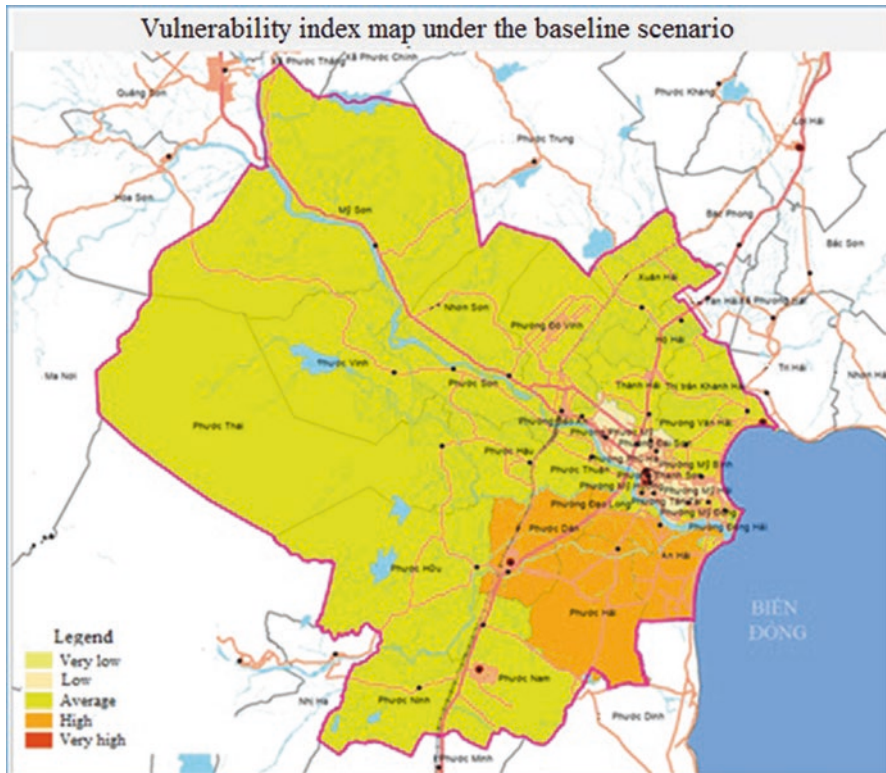 Vulnerability index map under the baseline scenario
Xã Phước Thắng
Xã Phước Chính
Quảng Sơn
Phước Kháng
Lợi Hải
Phước Trung
Hòa Sơn
Mỹ Sơn
Bắc Phong
Bắc Sơn
Xuân Hải
Nhơn Sơn
Phường Đô Vinh
Hộ Hải
Tri Hải
Nhơn Hải
Ma Nới
Phước Vinh
Phước Sơn
Thành Hải
Thị trấn Khánh Hải
Phước Thái
Phường Văn Hải
Phước Hậu
Phước Thuận
Phường Mỹ Bình
Phường Đạo Long
Phường Mỹ Đông
Phường Đông Hải
Phước Dân
An Hải
Phước Hữu
Phước Hải
BIỂN
ĐÔNG
Legend
Very low
Low
Average
High
Very high
Nhị Hà
Phước Ninh
Phước Nam
Phước Dinh
Phước Minh